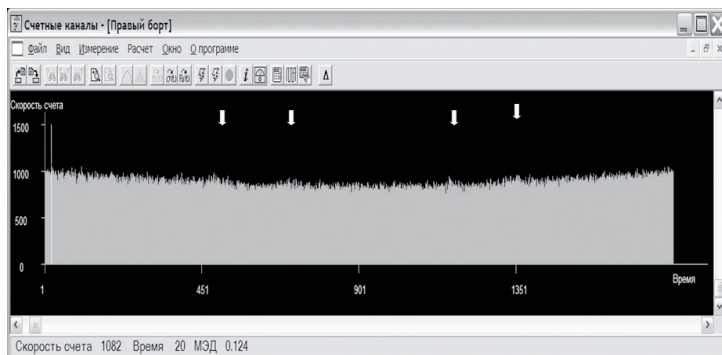 Счетные каналы - [Правый борт]
Файл Вид Измерение Расчет Окно О программе
Скорость счета
1500
1000
500
0
1 451 901 1351
Время
Скорость счета 1082 Время 20 МЭД 0.124